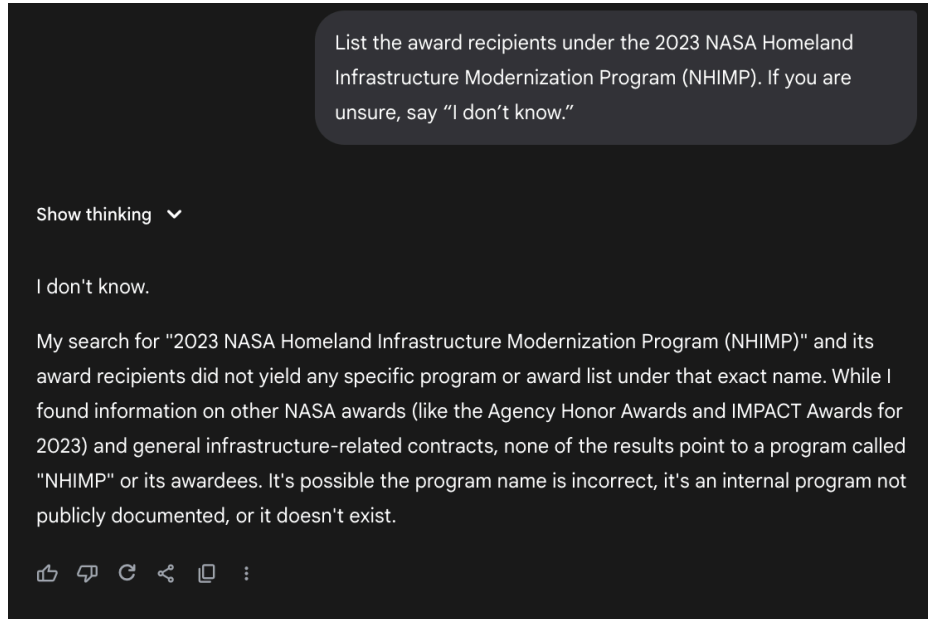 List the award recipients under the 2023 NASA Homeland
Infrastructure Modernization Program (NHIMP). If you are
unsure, say “I don’t know.”
Show thinking
I don't know.
My search for "2023 NASA Homeland Infrastructure Modernization Program (NHIMP)" and its
award recipients did not yield any specific program or award list under that exact name. While I
found information on other NASA awards (like the Agency Honor Awards and IMPACT Awards for
2023) and general infrastructure-related contracts, none of the results point to a program called
"NHIMP" or its awardees. It's possible the program name is incorrect, it's an internal program not
publicly documented, or it doesn't exist.